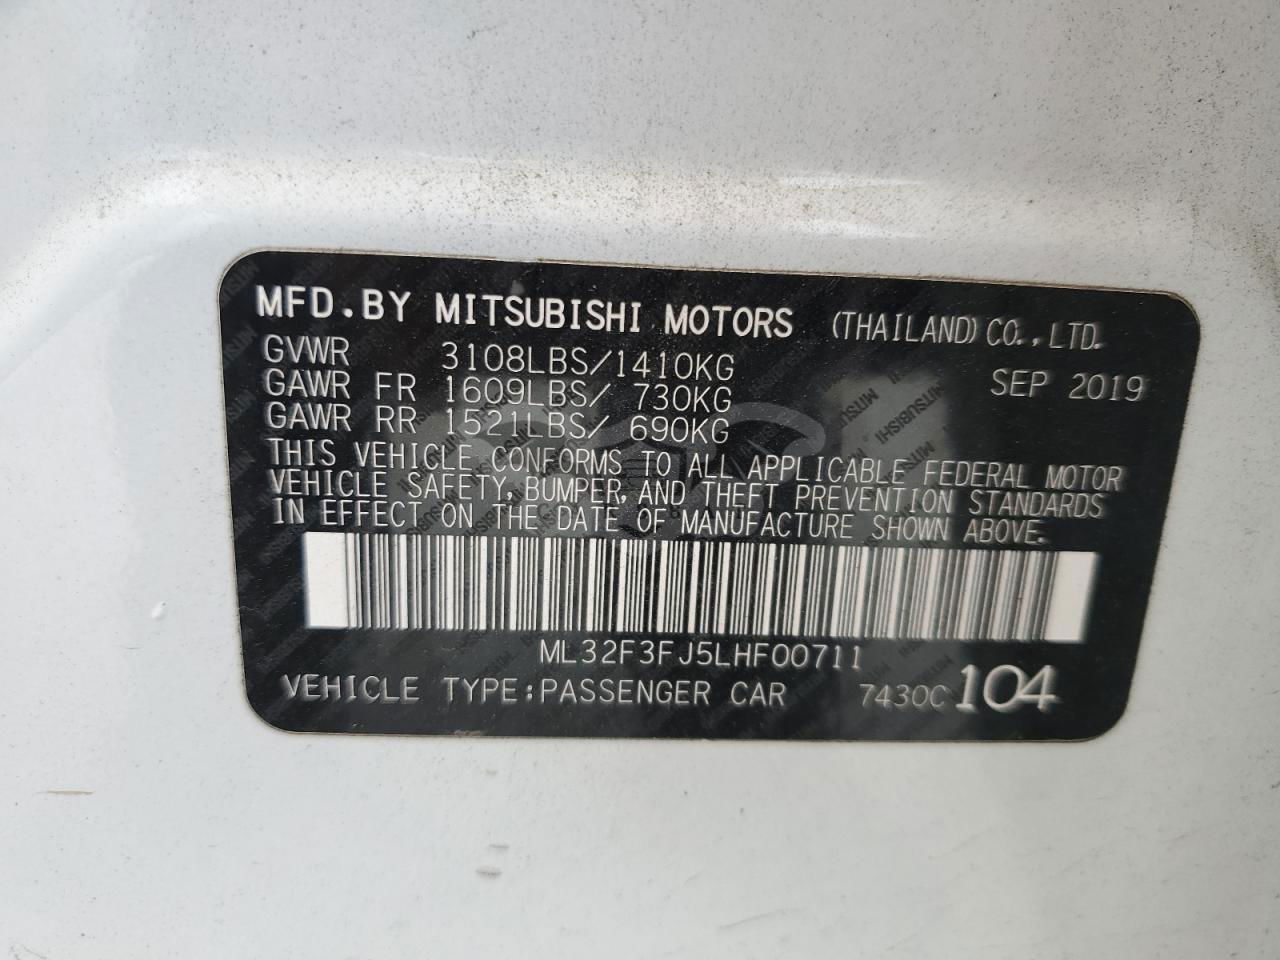 MFD.BY MITSUBISHI MOTORS (THAILAND) CO.,LTD.
GVWR 3108LBS/1410KG SEP 2019
GAWR FR 1609LBS/ 730KG
GAWR RR 1521LBS/ 690KG
THIS VEHICLE CONFORMS TO ALL APPLICABLE FEDERAL MOTOR
VEHICLE SAFETY, BUMPER, AND THEFT PREVENTION STANDARDS
IN EFFECT ON THE DATE OF MANUFACTURE SHOWN ABOVE.
ML32F3FJ5LHF00711
VEHICLE TYPE:PASSENGER CAR 7430C 104